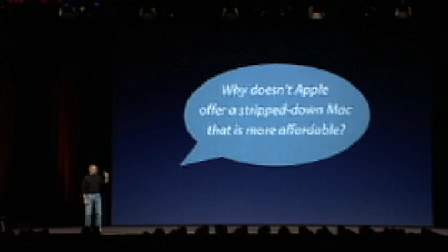 Why doesn't Apple
offer a stripped-down Mac
that is more affordable?